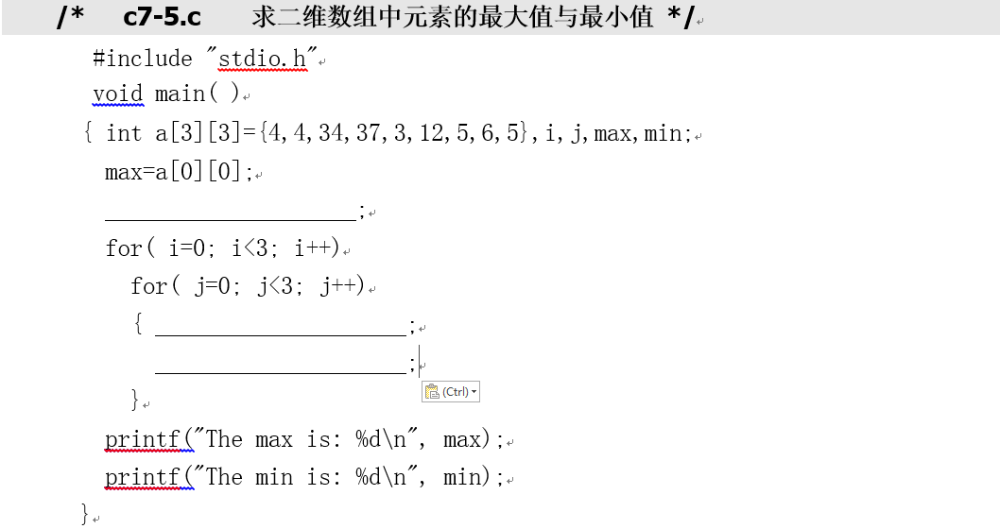 /* c7-5.c 求二维数组中元素的最大值与最小值 */
#include "stdio.h"
void main( )
{ int a[3][3]={4,4,34,37,3,12,5,6,5},i,j,max,min;
max=a[0][0];
____________________;
for( i=0; i<3; i++)
for( j=0; j<3; j++)
{ ____________________;
____________________;
(Ctrl)
}
printf("The max is: %d\n", max);
printf("The min is: %d\n", min);
}